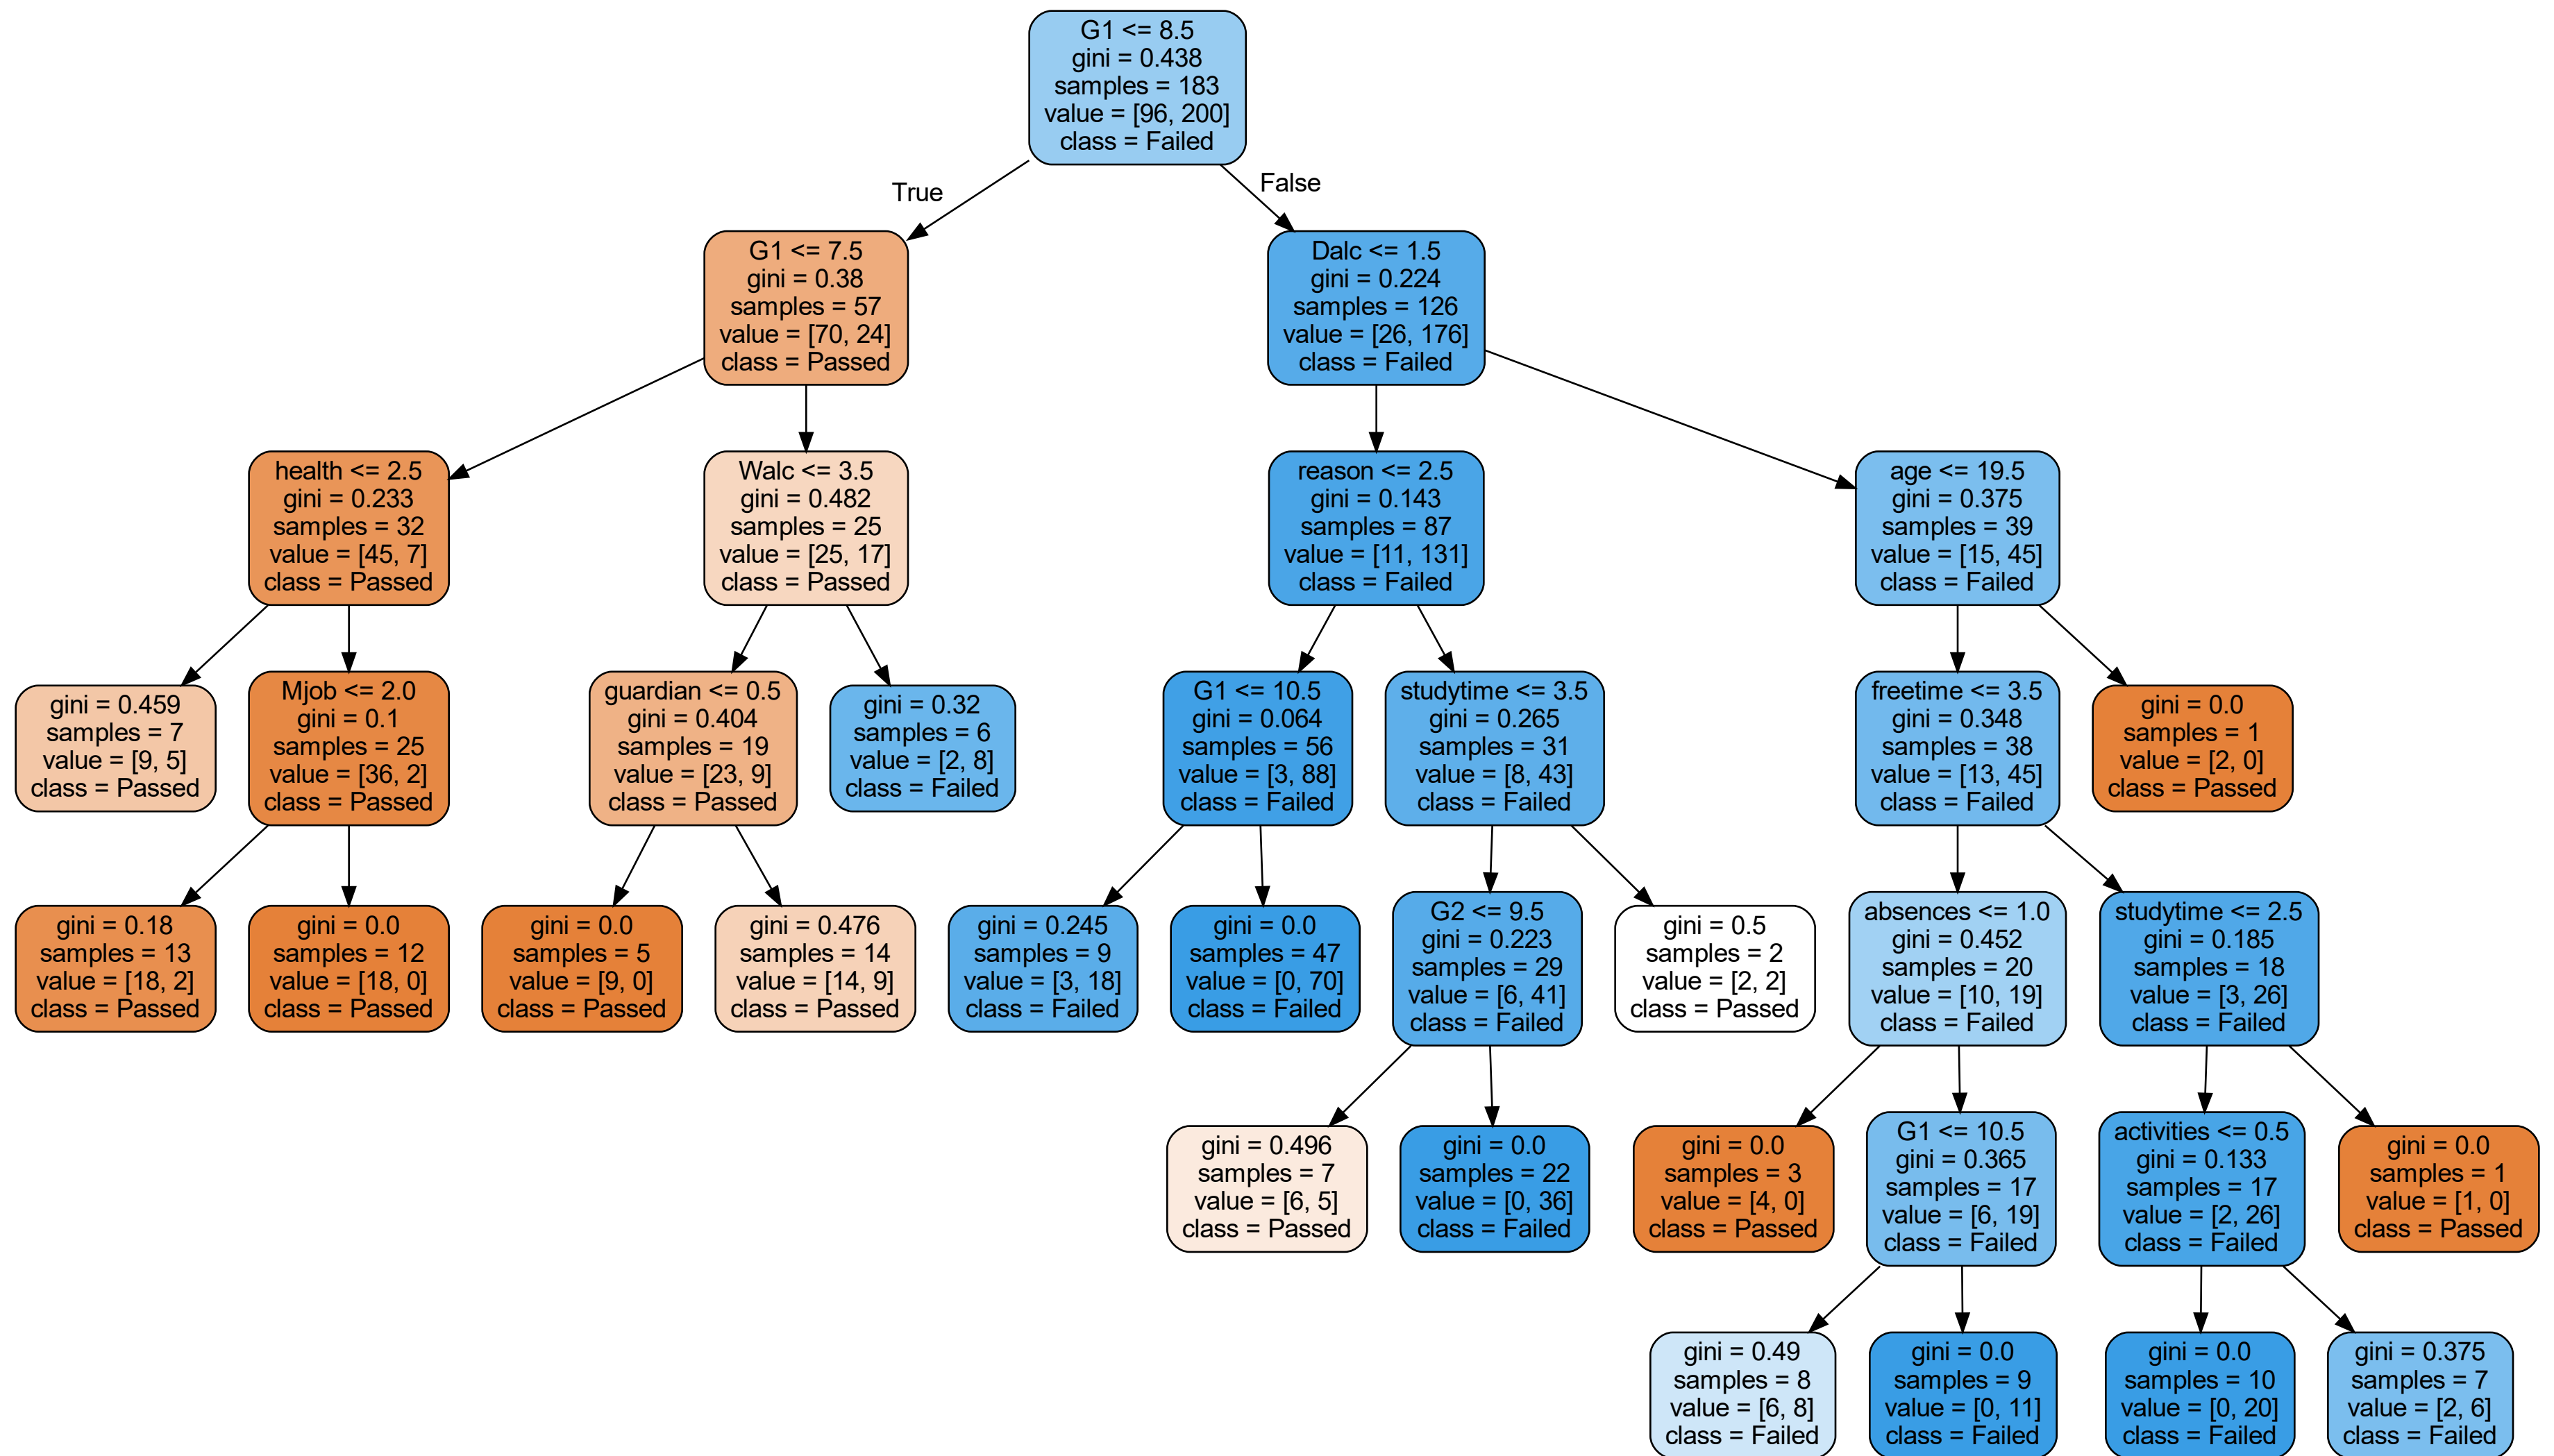 G1 <= 8.5
gini = 0.438
samples = 183
value = [96, 200]
class = Failed
True
False
G1 <= 7.5
gini = 0.38
samples = 57
value = [70, 24]
class = Passed
Dalc <= 1.5
gini = 0.224
samples = 126
value = [26, 176]
class = Failed
health <= 2.5
gini = 0.233
samples = 32
value = [45, 7]
class = Passed
Walc <= 3.5
gini = 0.482
samples = 25
value = [25, 17]
class = Passed
reason <= 2.5
gini = 0.143
samples = 87
value = [11, 131]
class = Failed
age <= 19.5
gini = 0.375
samples = 39
value = [15, 45]
class = Failed
gini = 0.459
samples = 7
value = [9, 5]
class = Passed
Mjob <= 2.0
gini = 0.1
samples = 25
value = [36, 2]
class = Passed
guardian <= 0.5
gini = 0.404
samples = 19
value = [23, 9]
class = Passed
gini = 0.32
samples = 6
value = [2, 8]
class = Failed
G1 <= 10.5
gini = 0.064
samples = 56
value = [3, 88]
class = Failed
studytime <= 3.5
gini = 0.265
samples = 31
value = [8, 43]
class = Failed
freetime <= 3.5
gini = 0.348
samples = 38
value = [13, 45]
class = Failed
gini = 0.0
samples = 1
value = [2, 0]
class = Passed
gini = 0.18
samples = 13
value = [18, 2]
class = Passed
gini = 0.0
samples = 12
value = [18, 0]
class = Passed
gini = 0.0
samples = 5
value = [9, 0]
class = Passed
gini = 0.476
samples = 14
value = [14, 9]
class = Passed
gini = 0.245
samples = 9
value = [3, 18]
class = Failed
gini = 0.0
samples = 47
value = [0, 70]
class = Failed
G2 <= 9.5
gini = 0.223
samples = 29
value = [6, 41]
class = Failed
gini = 0.5
samples = 2
value = [2, 2]
class = Passed
absences <= 1.0
gini = 0.452
samples = 20
value = [10, 19]
class = Failed
studytime <= 2.5
gini = 0.185
samples = 18
value = [3, 26]
class = Failed
gini = 0.496
samples = 7
value = [6, 5]
class = Passed
gini = 0.0
samples = 22
value = [0, 36]
class = Failed
gini = 0.0
samples = 3
value = [4, 0]
class = Passed
G1 <= 10.5
gini = 0.365
samples = 17
value = [6, 19]
class = Failed
activities <= 0.5
gini = 0.133
samples = 17
value = [2, 26]
class = Failed
gini = 0.0
samples = 1
value = [1, 0]
class = Passed
gini = 0.49
samples = 8
value = [6, 8]
class = Failed
gini = 0.0
samples = 9
value = [0, 11]
class = Failed
gini = 0.0
samples = 10
value = [0, 20]
class = Failed
gini = 0.375
samples = 7
value = [2, 6]
class = Failed